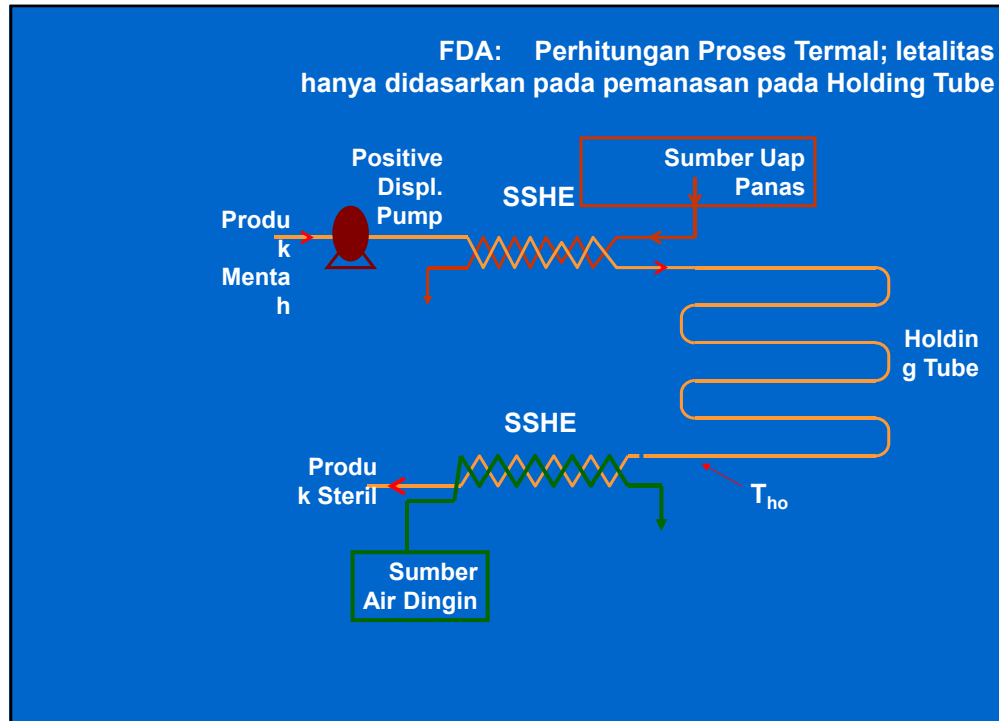 FDA: Perhitungan Proses Termal; letalitas
hanya didasarkan pada pemanasan pada Holding Tube
Positive
Displ.
Pump
SSHE
Sumber Uap
Panas
Produ
k
Menta
h
Holdin
g Tube
SSHE
Produ
k Steril
Tho
Sumber
Air Dingin